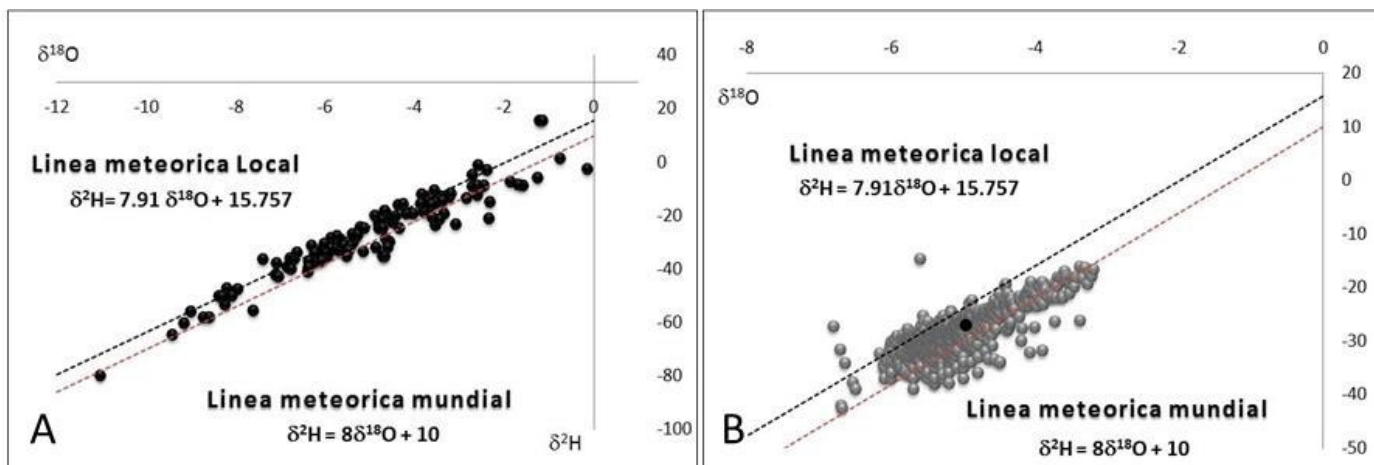 δ¹⁸O
40
-12 -10 -8 -6 -4 -2 0
20
0
-20
-40
-60
-80
-100
Linea meteorica Local
δ²H= 7.91 δ¹⁸O + 15.757
Linea meteorica mundial
δ²H = 8δ¹⁸O + 10
δ²H
A
-8 -6 -4 -2 0
δ¹⁸O
20
10
0
-10
-20
-30
-40
-50
Linea meteorica local
δ²H = 7.91δ¹⁸O + 15.757
Linea meteorica mundial
δ²H = 8δ¹⁸O + 10
B